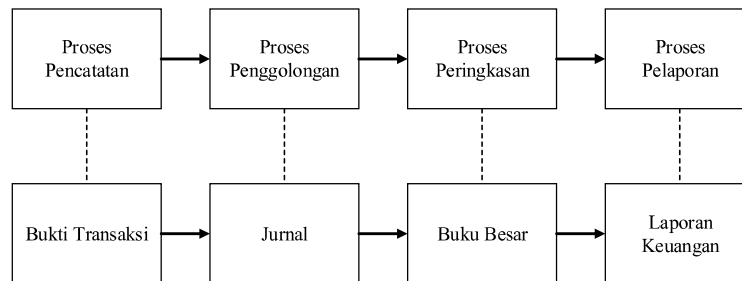 Proses
Pencatatan
Proses
Penggolongan
Proses
Peringkasan
Proses
Pelaporan
Bukti Transaksi
Jurnal
Buku Besar
Laporan
Keuangan